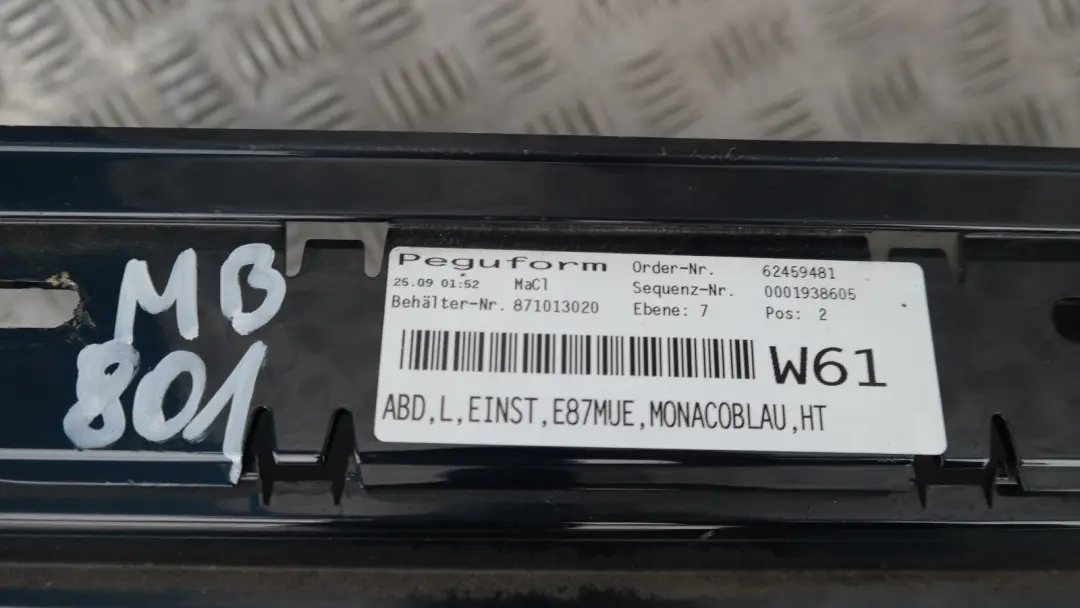 MB
801
Peguform
25.09 01:52 MaCl
Behälter-Nr. 871013020
Order-Nr. 62459481
Sequenz-Nr. 0001938605
Ebene: 7 Pos: 2
W61
ABD,L,EINST,E87MUE,MONACOBLAU,HT